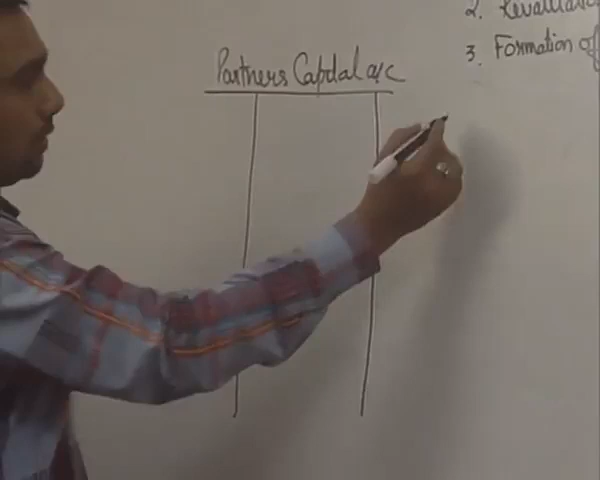 2. Revaluation
3. Formation of
Partners Capital a/c